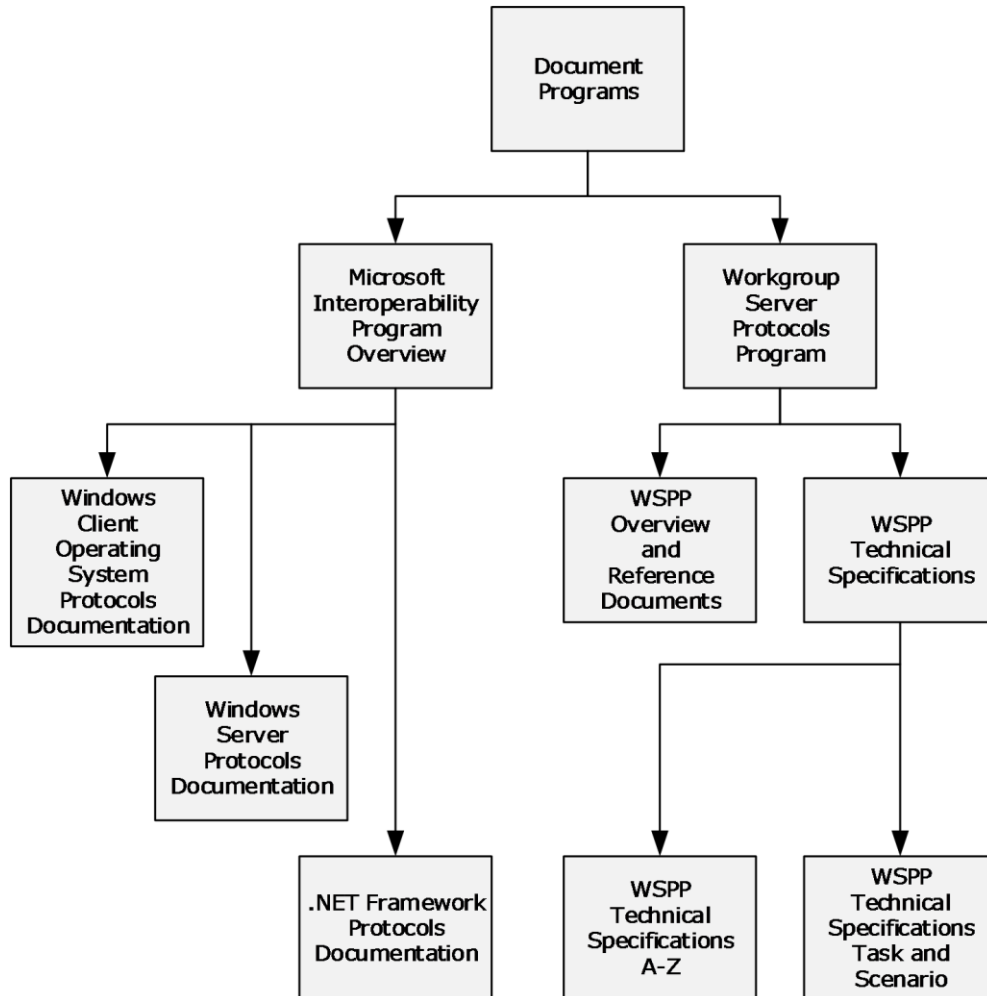 Document
Programs
Microsoft
Interoperability
Program
Overview
Workgroup
Server
Protocols
Program
Windows
Client
Operating
System
Protocols
Documentation
WSPP
Overview
and
Reference
Documents
WSPP
Technical
Specifications
Windows
Server
Protocols
Documentation
.NET Framework
Protocols
Documentation
WSPP
Technical
Specifications
A-Z
WSPP
Technical
Specifications
Task and
Scenario